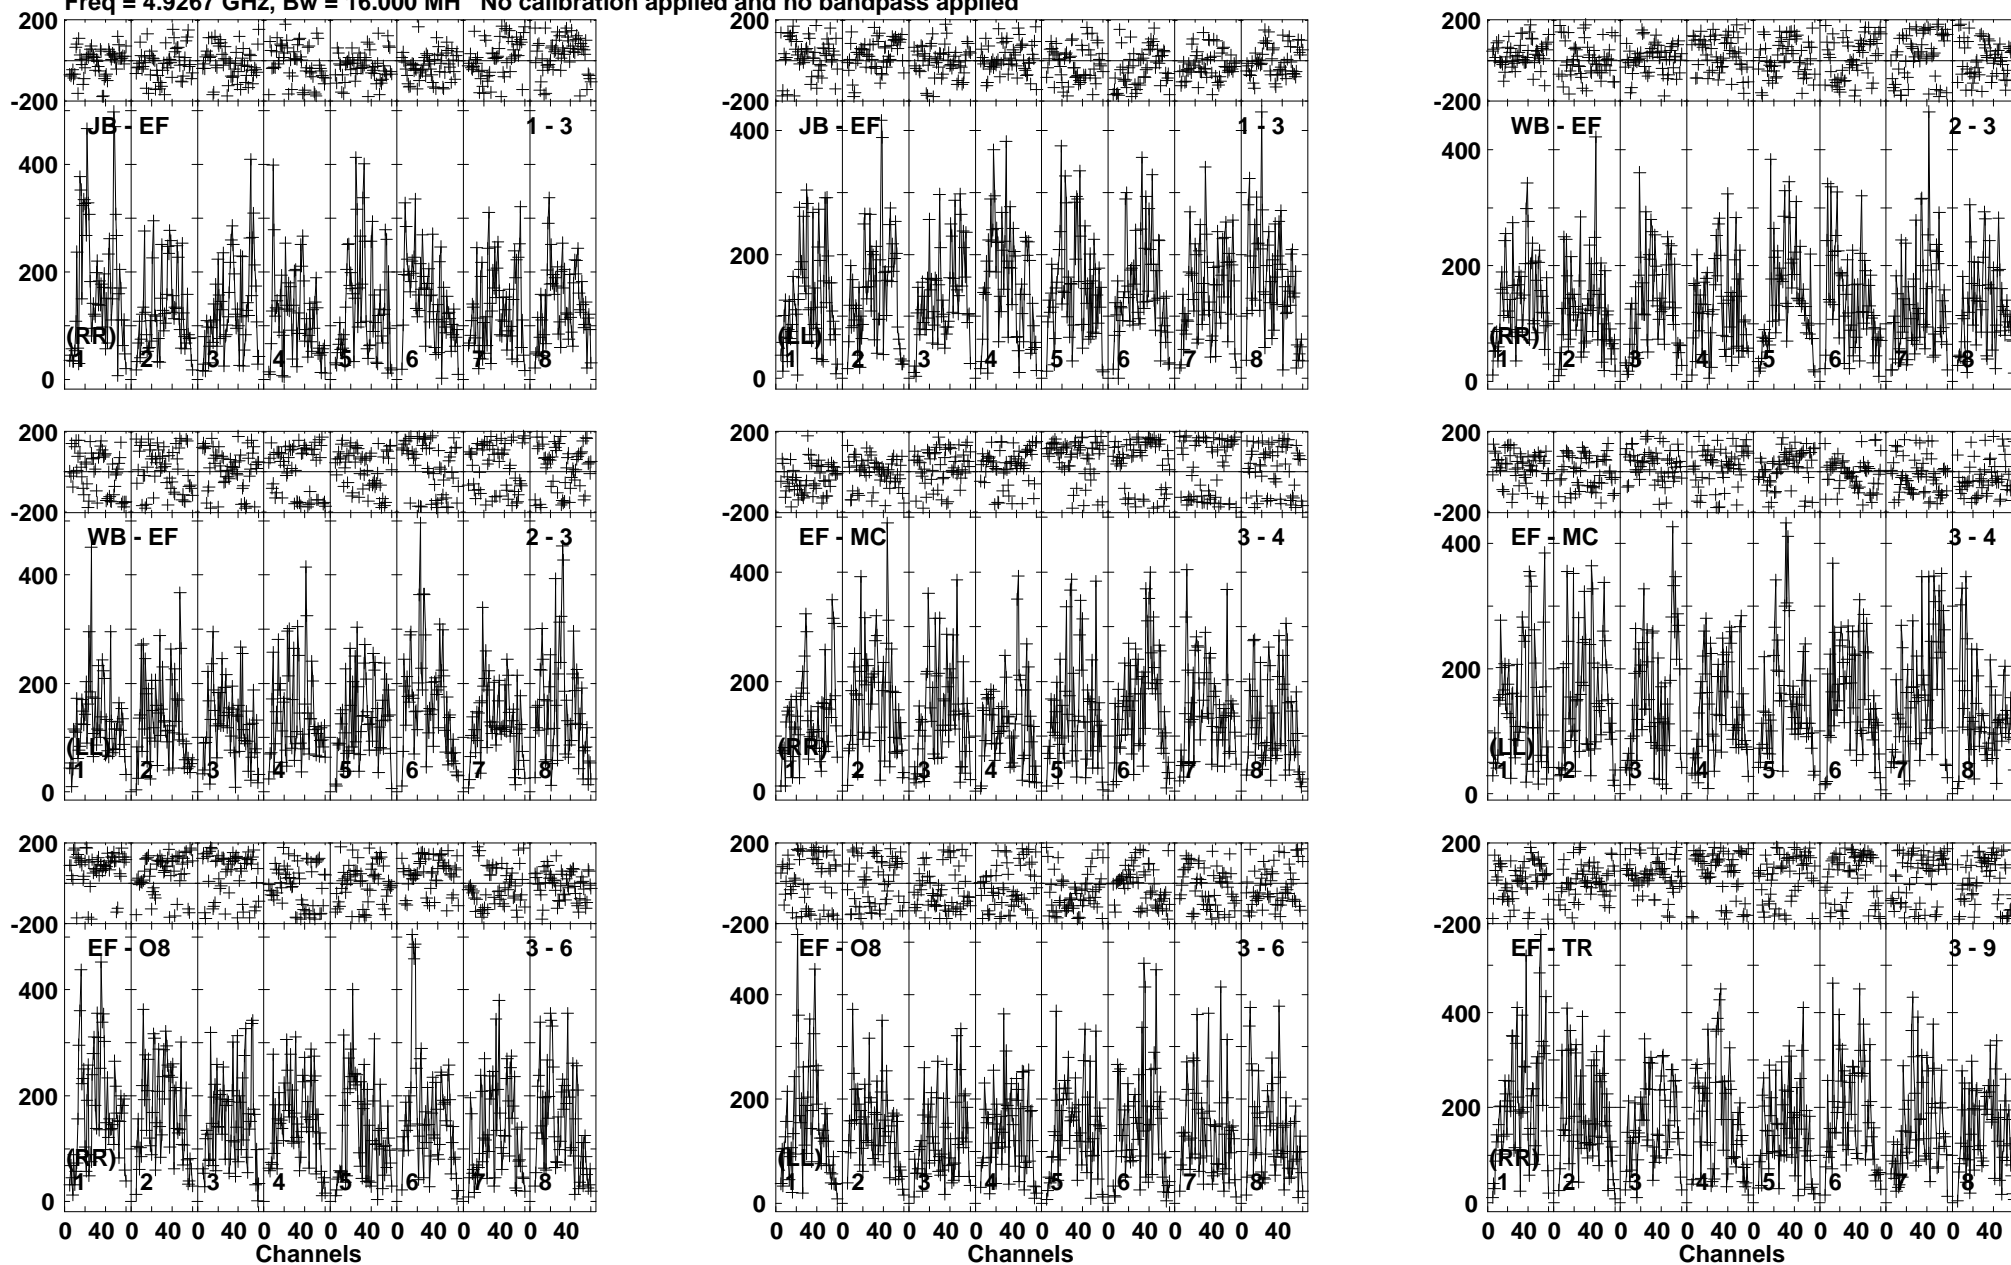 Freq = 4.9267 GHz, Bw = 16.000 MH No calibration applied and no bandpass applied
200 200 200
-200 -200 -200
JB - EF 1 - 3 JB - EF 1 - 3 WB - EF 2 - 3
400 400 400
200 200 200
(RR) (LL) (RR)
1 2 3 4 5 6 7 8 1 2 3 4 5 6 7 8 1 2 3 4 5 6 7 8
0 0 0
200 200 200
-200 -200 -200
WB - EF 2 - 3 EF - MC 3 - 4 EF - MC 3 - 4
400 400 400
200 200 200
(LL) (RR) (LL)
1 2 3 4 5 6 7 8 1 2 3 4 5 6 7 8 1 2 3 4 5 6 7 8
0 0 0
200 200 200
-200 -200 -200
EF - O8 3 - 6 EF - O8 3 - 6 EF - TR 3 - 9
400 400 400
200 200 200
(RR) (LL) (RR)
1 2 3 4 5 6 7 8 1 2 3 4 5 6 7 8 1 2 3 4 5 6 7 8
0 0 0
0 40 0 40 0 40 0 40 0 40 0 40 0 40 0 40 0 40 0 40 0 40 0 40 0 40 0 40 0 40 0 40 0 40 0 40 0 40 0 40 0 40 0 40 0 40 0 40
Channels Channels Channels